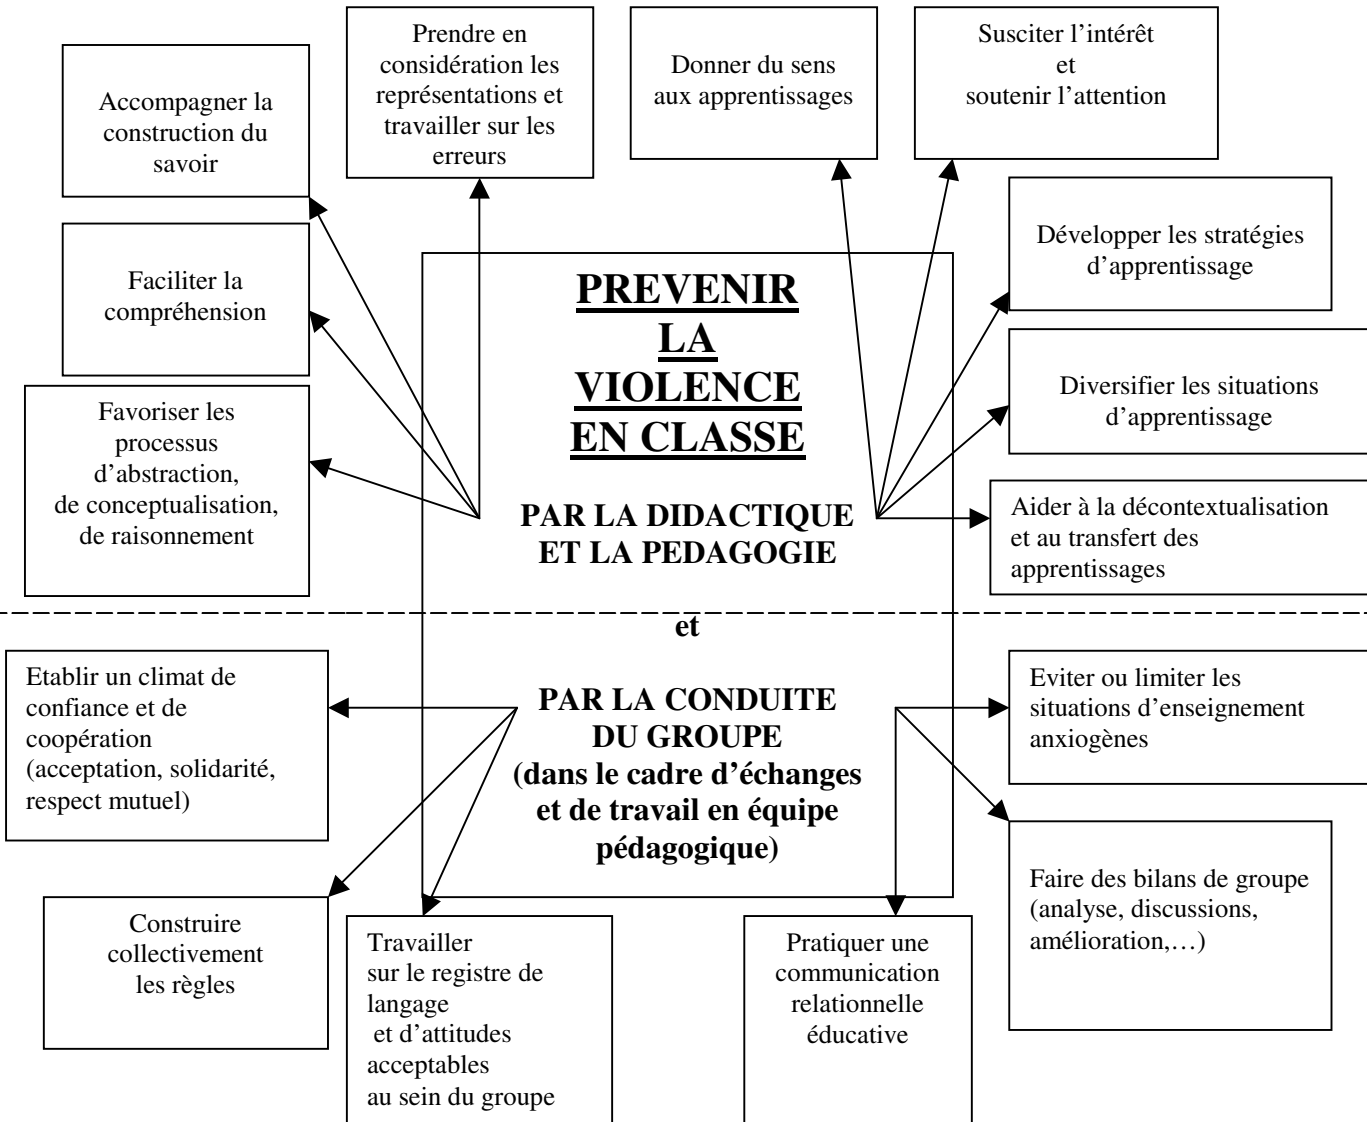 Accompagner la
construction du
savoir
Prendre en
considération les
représentations et
travailler sur les
erreurs
Donner du sens
aux apprentissages
Susciter l’intérêt
et
soutenir l’attention
Faciliter la
compréhension
Développer les stratégies
d’apprentissage
Favoriser les
processus
d’abstraction,
de conceptualisation,
de raisonnement
Diversifier les situations
d’apprentissage
Aider à la décontextualisation
et au transfert des
apprentissages
PREVENIR
LA
VIOLENCE
EN CLASSE
PAR LA DIDACTIQUE
ET LA PEDAGOGIE
et
PAR LA CONDUITE
DU GROUPE
(dans le cadre d’échanges
et de travail en équipe
pédagogique)
Etablir un climat de
confiance et de
coopération
(acceptation, solidarité,
respect mutuel)
Eviter ou limiter les
situations d’enseignement
anxiogènes
Construire
collectivement
les règles
Travailler
sur le registre de
langage
et d’attitudes
acceptables
au sein du groupe
Pratiquer une
communication
relationnelle
éducative
Faire des bilans de groupe
(analyse, discussions,
amélioration,…)